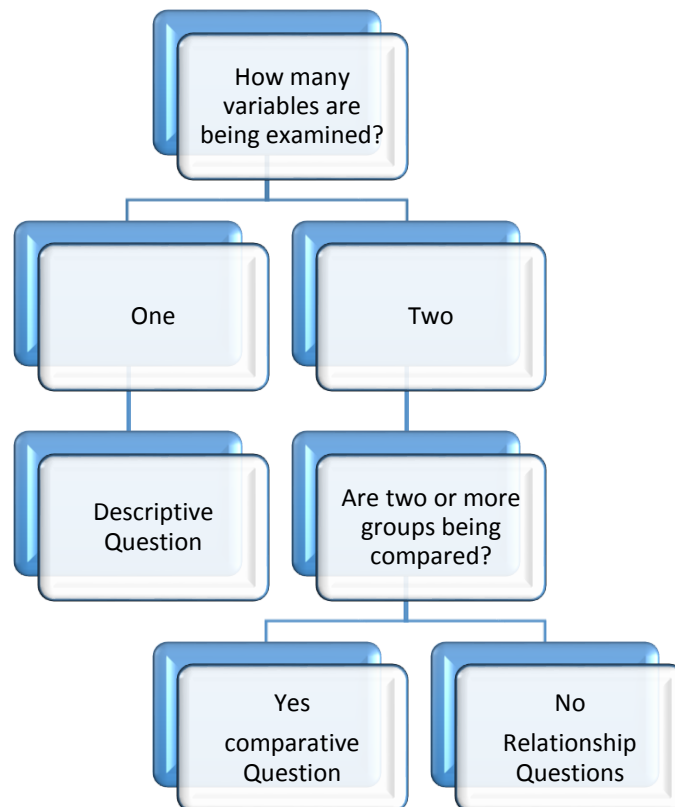 How many
variables are
being examined?
One
Two
Descriptive
Question
Are two or more
groups being
compared?
Yes
comparative
Question
No
Relationship
Questions